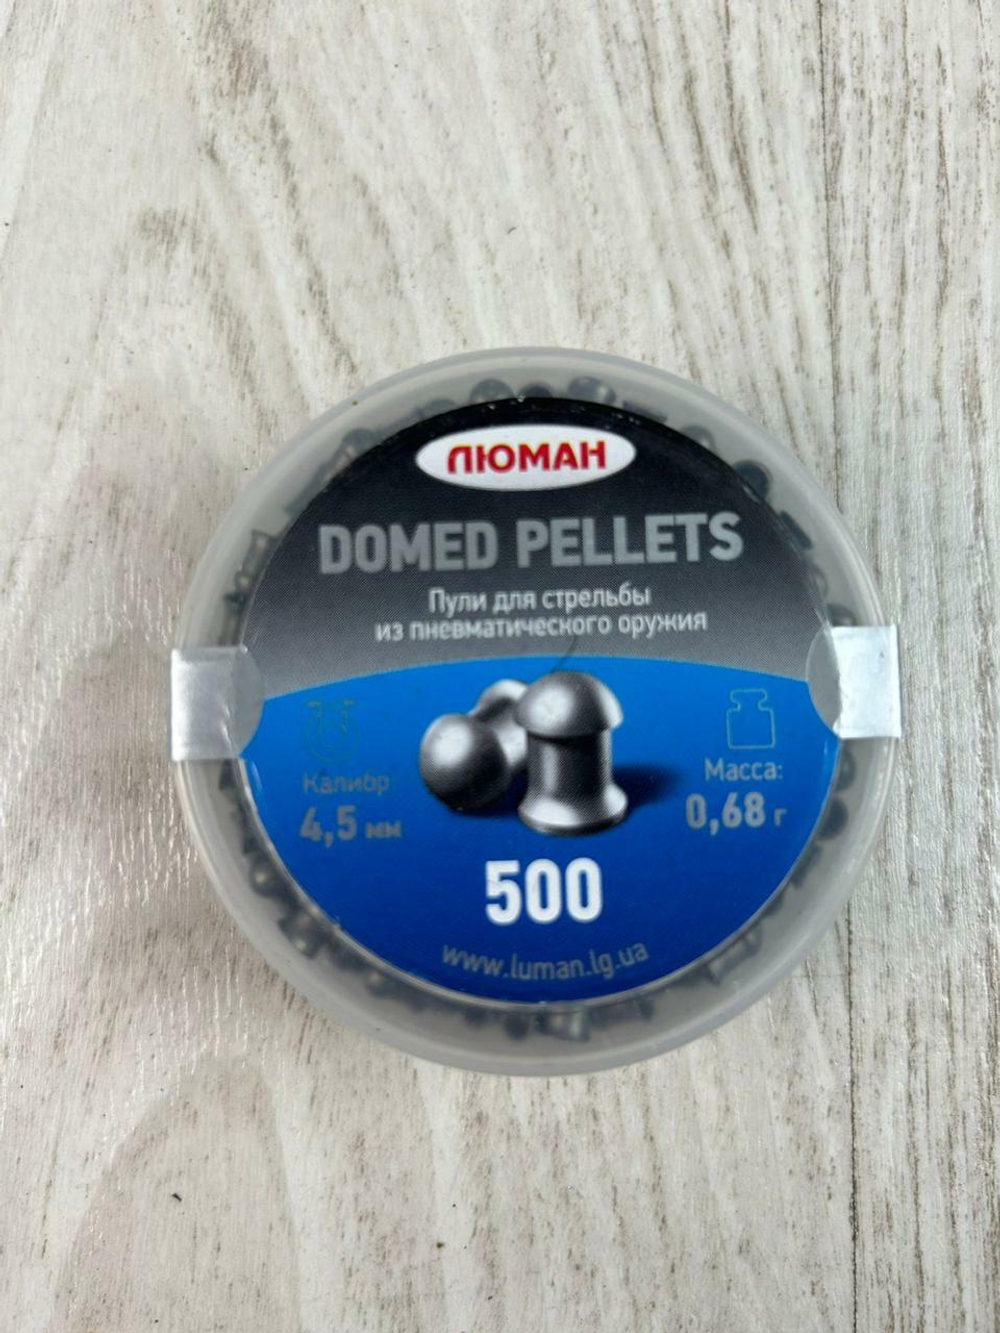 ЛЮМАН
DOMED PELLETS
Пули для стрельбы
из пневматического оружия
Калибр:
4,5 мм
Масса:
0,68 г
500
www.luman.lg.ua